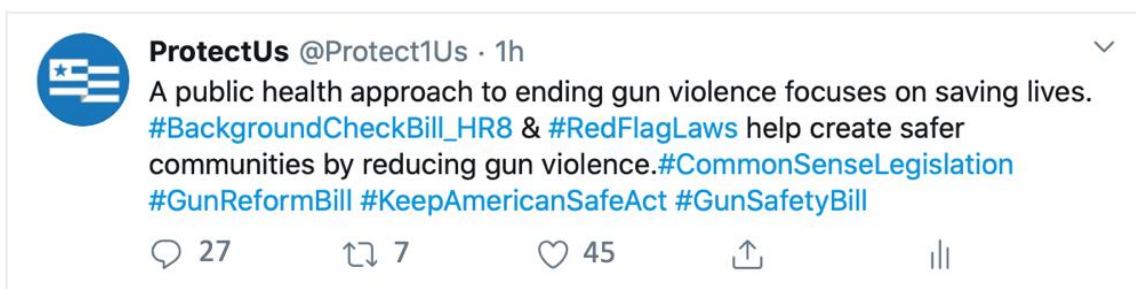 ProtectUs @Protect1Us · 1h
A public health approach to ending gun violence focuses on saving lives.
#BackgroundCheckBill_HR8 & #RedFlagLaws help create safer
communities by reducing gun violence.#CommonSenseLegislation
#GunReformBill #KeepAmericanSafeAct #GunSafetyBill
27 7 45